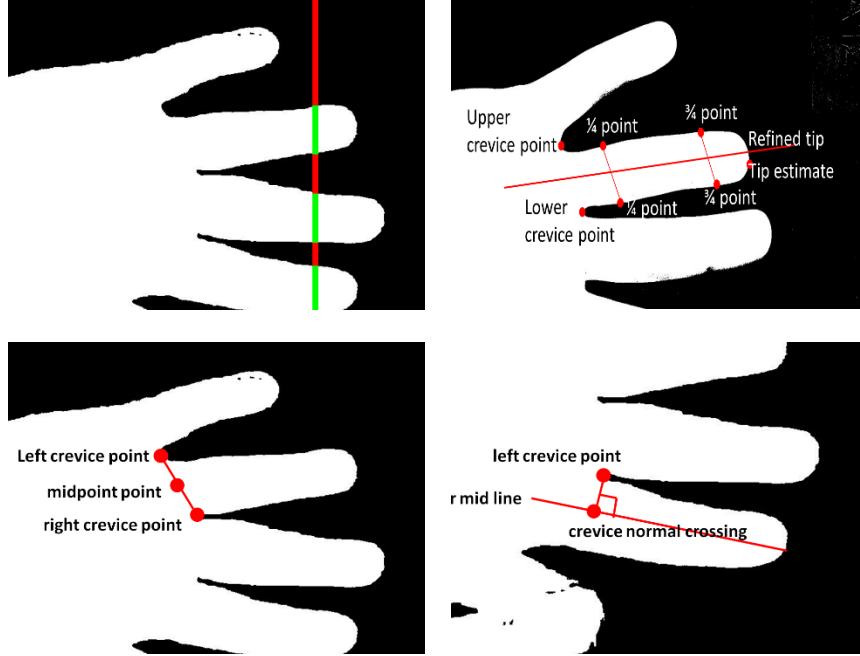 Upper
crevice point
¼ point
¾ point
Refined tip
Tip estimate
Lower
crevice point
¼ point
¾ point
Left crevice point
midpoint point
right crevice point
left crevice point
r mid line
crevice normal crossing